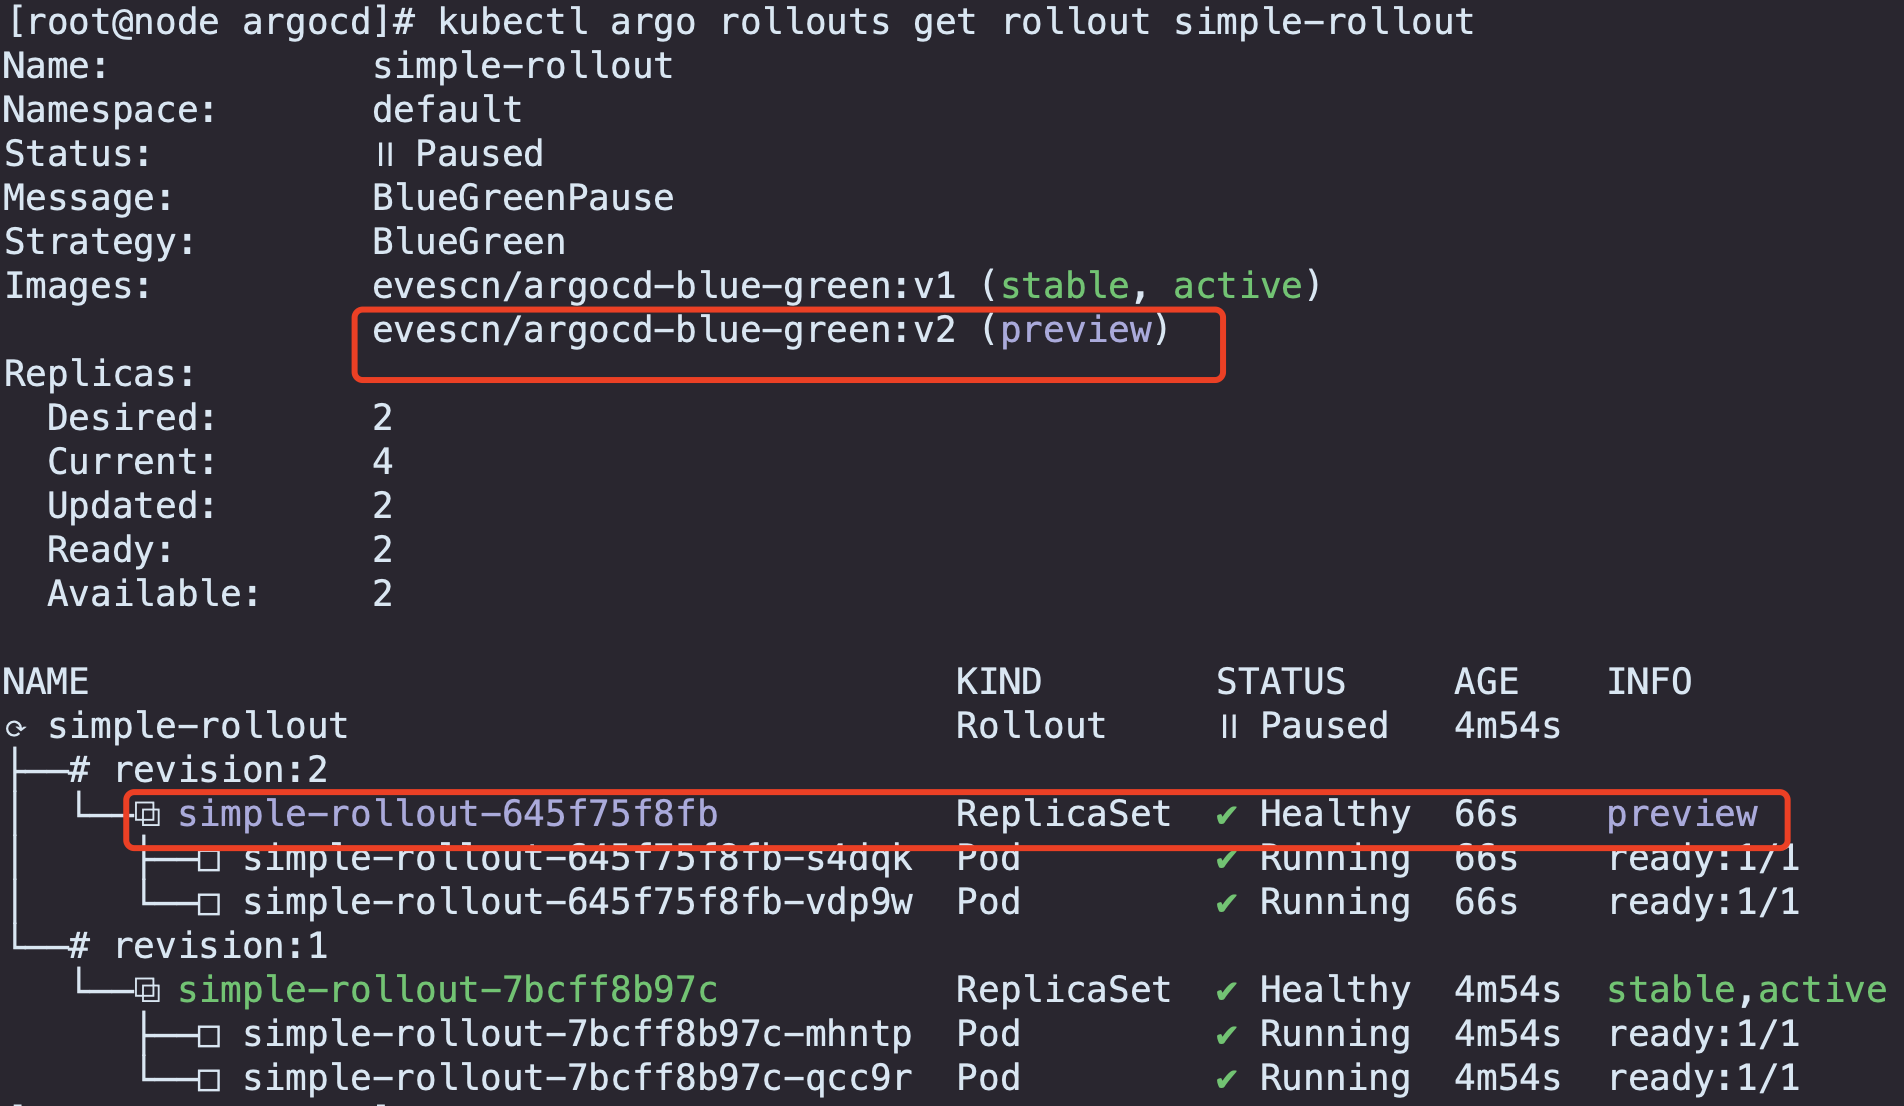 [root@node argocd]# kubectl argo rollouts get rollout simple-rollout
Name:            simple-rollout
Namespace:       default
Status:          ॥ Paused
Message:         BlueGreenPause
Strategy:        BlueGreen
Images:          evescn/argocd-blue-green:v1 (stable, active)
                 evescn/argocd-blue-green:v2 (preview)
Replicas:
  Desired:       2
  Current:       4
  Updated:       2
  Ready:         2
  Available:     2
NAME                                        KIND        STATUS     AGE    INFO
⟳ simple-rollout                            Rollout     ॥ Paused   4m54s
├──# revision:2
│  └──⧉ simple-rollout-645f75f8fb           ReplicaSet  ✔ Healthy  66s    preview
│     ├──□ simple-rollout-645f75f8fb-s4dqk  Pod         ✔ Running  66s    ready:1/1
│     └──□ simple-rollout-645f75f8fb-vdp9w  Pod         ✔ Running  66s    ready:1/1
└──# revision:1
   └──⧉ simple-rollout-7bcff8b97c           ReplicaSet  ✔ Healthy  4m54s  stable,active
      ├──□ simple-rollout-7bcff8b97c-mhntp  Pod         ✔ Running  4m54s  ready:1/1
      └──□ simple-rollout-7bcff8b97c-qcc9r  Pod         ✔ Running  4m54s  ready:1/1